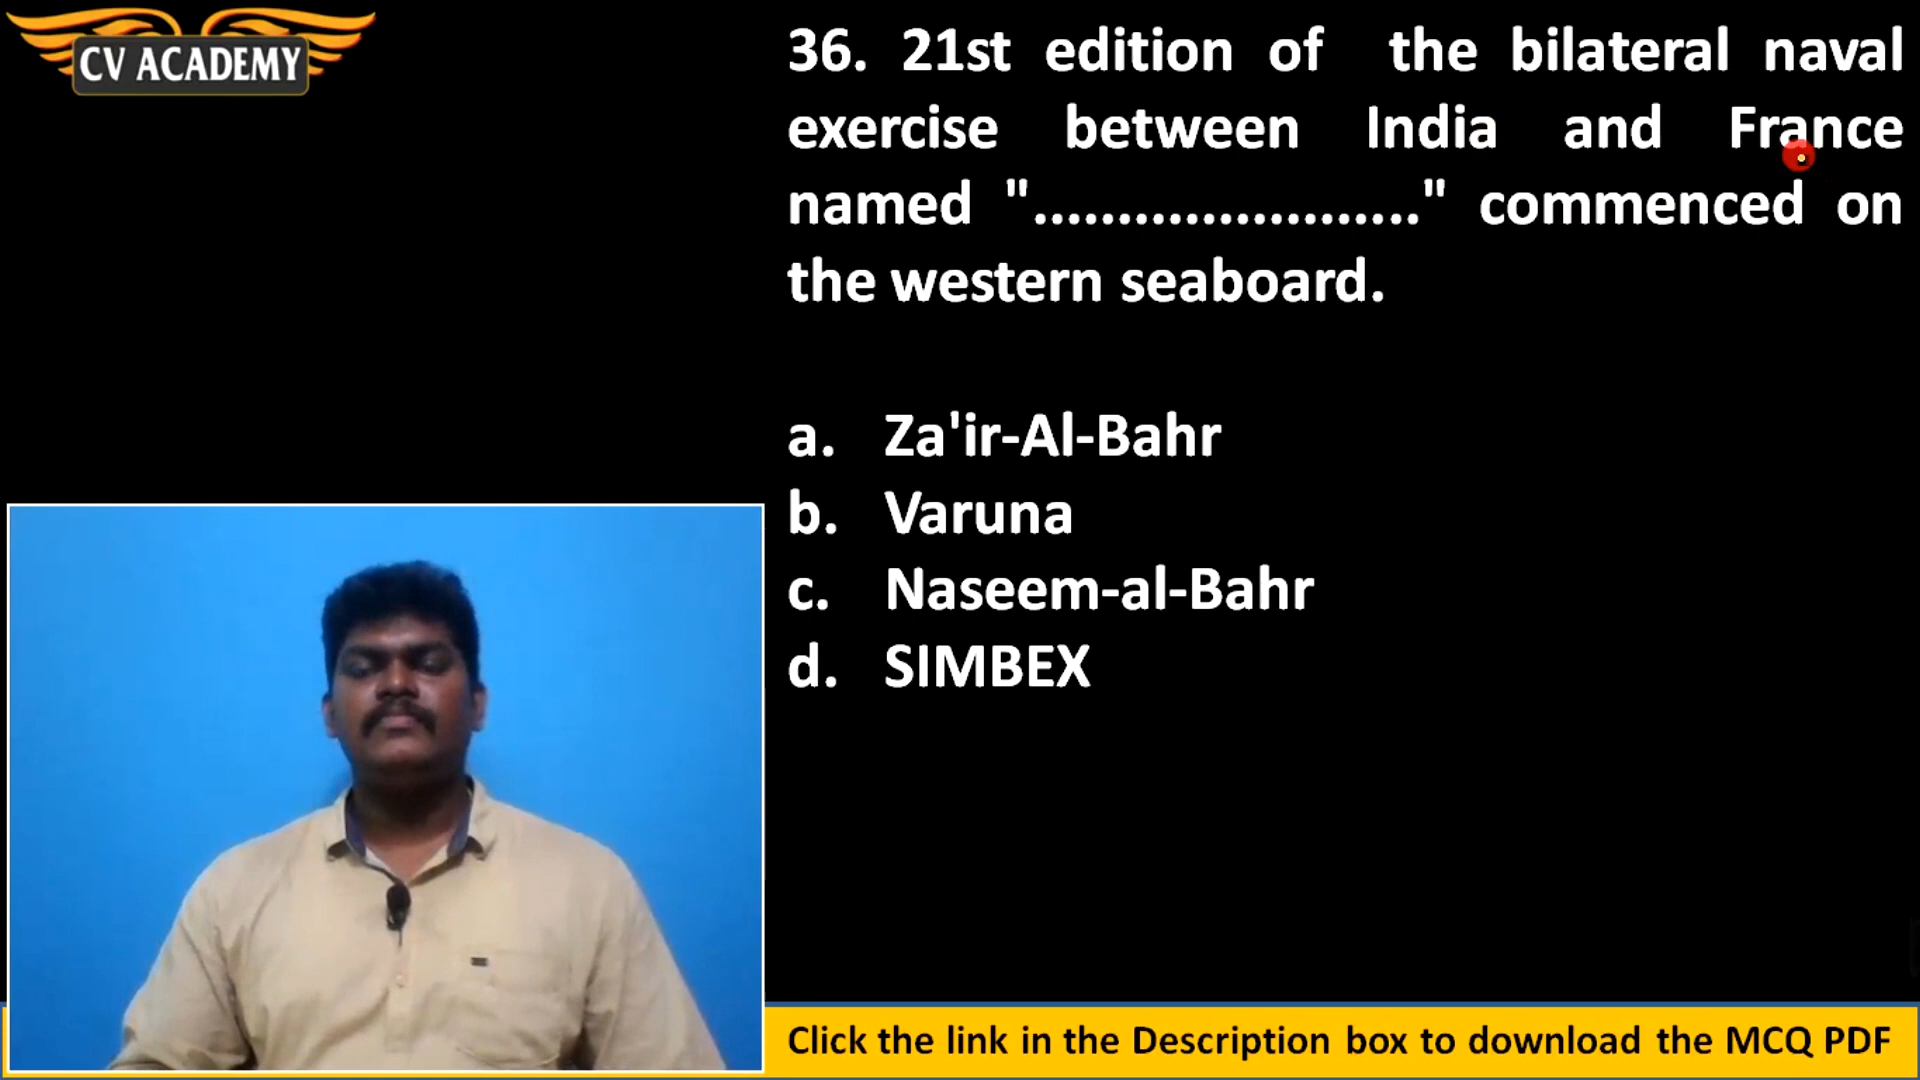 CV ACADEMY
36. 21st edition of the bilateral naval
exercise between India and France
named "......................." commenced on
the western seaboard.
a. Za'ir-Al-Bahr
b. Varuna
c. Naseem-al-Bahr
d. SIMBEX
Click the link in the Description box to download the MCQ PDF